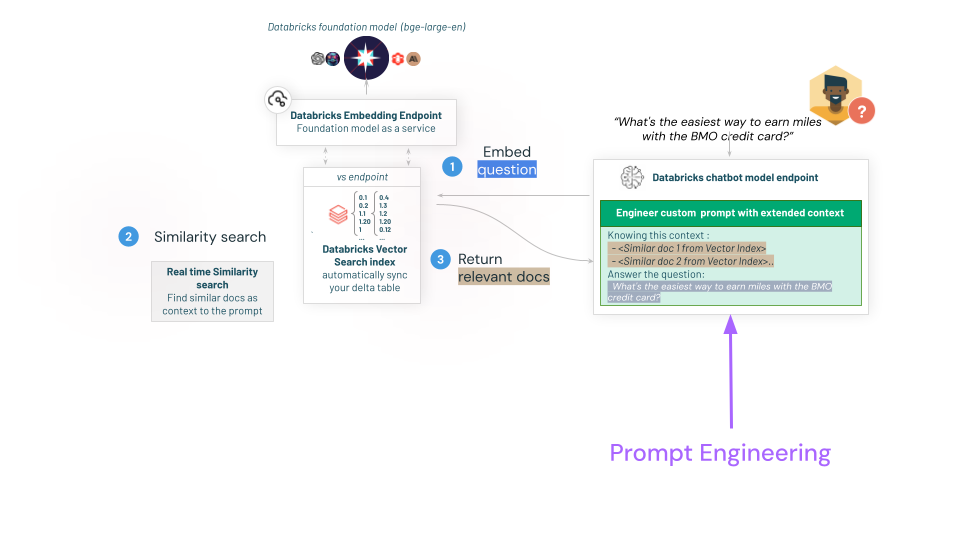 Databricks foundation model (bge-large-en)
Databricks Embedding Endpoint
Foundation model as a service
?
“What's the easiest way to earn miles
with the BMO credit card?”
1
Embed
question
vs endpoint
0.1 0.4
0.2 1.3
1.1 1.2
1.20 1.20
1 0.12
... ...
Databricks Vector
Search index
automatically sync
your delta table
2
Similarity search
Real time Similarity
search
Find similar docs as
context to the prompt
3
Return
relevant docs
Databricks chatbot model endpoint
Engineer custom prompt with extended context
Knowing this context :
- <Similar doc 1 from Vector Index>
- <Similar doc 2 from Vector Index>..
Answer the question:
What's the easiest way to earn miles with the BMO
credit card?
Prompt Engineering